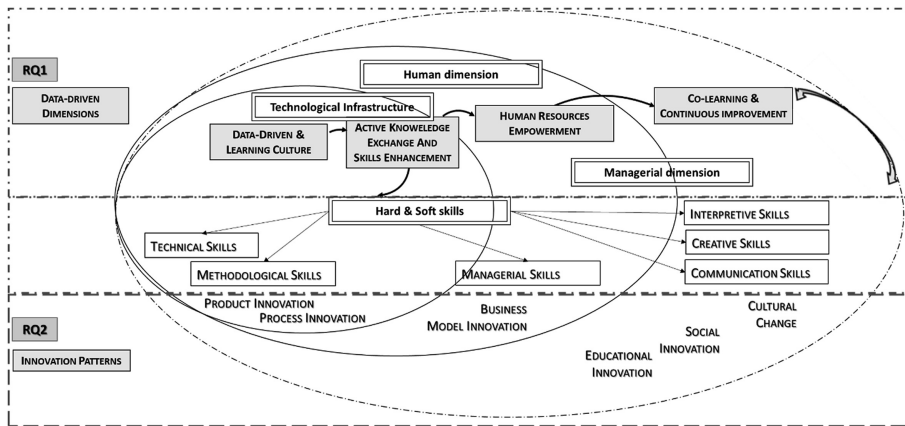 RQ1
DATA-DRIVEN
DIMENSIONS
Human dimension
Technological Infrastructure
DATA-DRIVEN &
LEARNING CULTURE
ACTIVE KNOWLEDGE
EXCHANGE AND
SKILLS ENHANCEMENT
HUMAN RESOURCES
EMPOWERMENT
CO-LEARNING &
CONTINUOUS IMPROVEMENT
Managerial dimension
Hard & Soft skills
TECHNICAL SKILLS
METHODOLOGICAL SKILLS
MANAGERIAL SKILLS
INTERPRETIVE SKILLS
CREATIVE SKILLS
COMMUNICATION SKILLS
RQ2
INNOVATION PATTERNS
PRODUCT INNOVATION
PROCESS INNOVATION
BUSINESS
MODEL INNOVATION
EDUCATIONAL
INNOVATION
SOCIAL
INNOVATION
CULTURAL
CHANGE